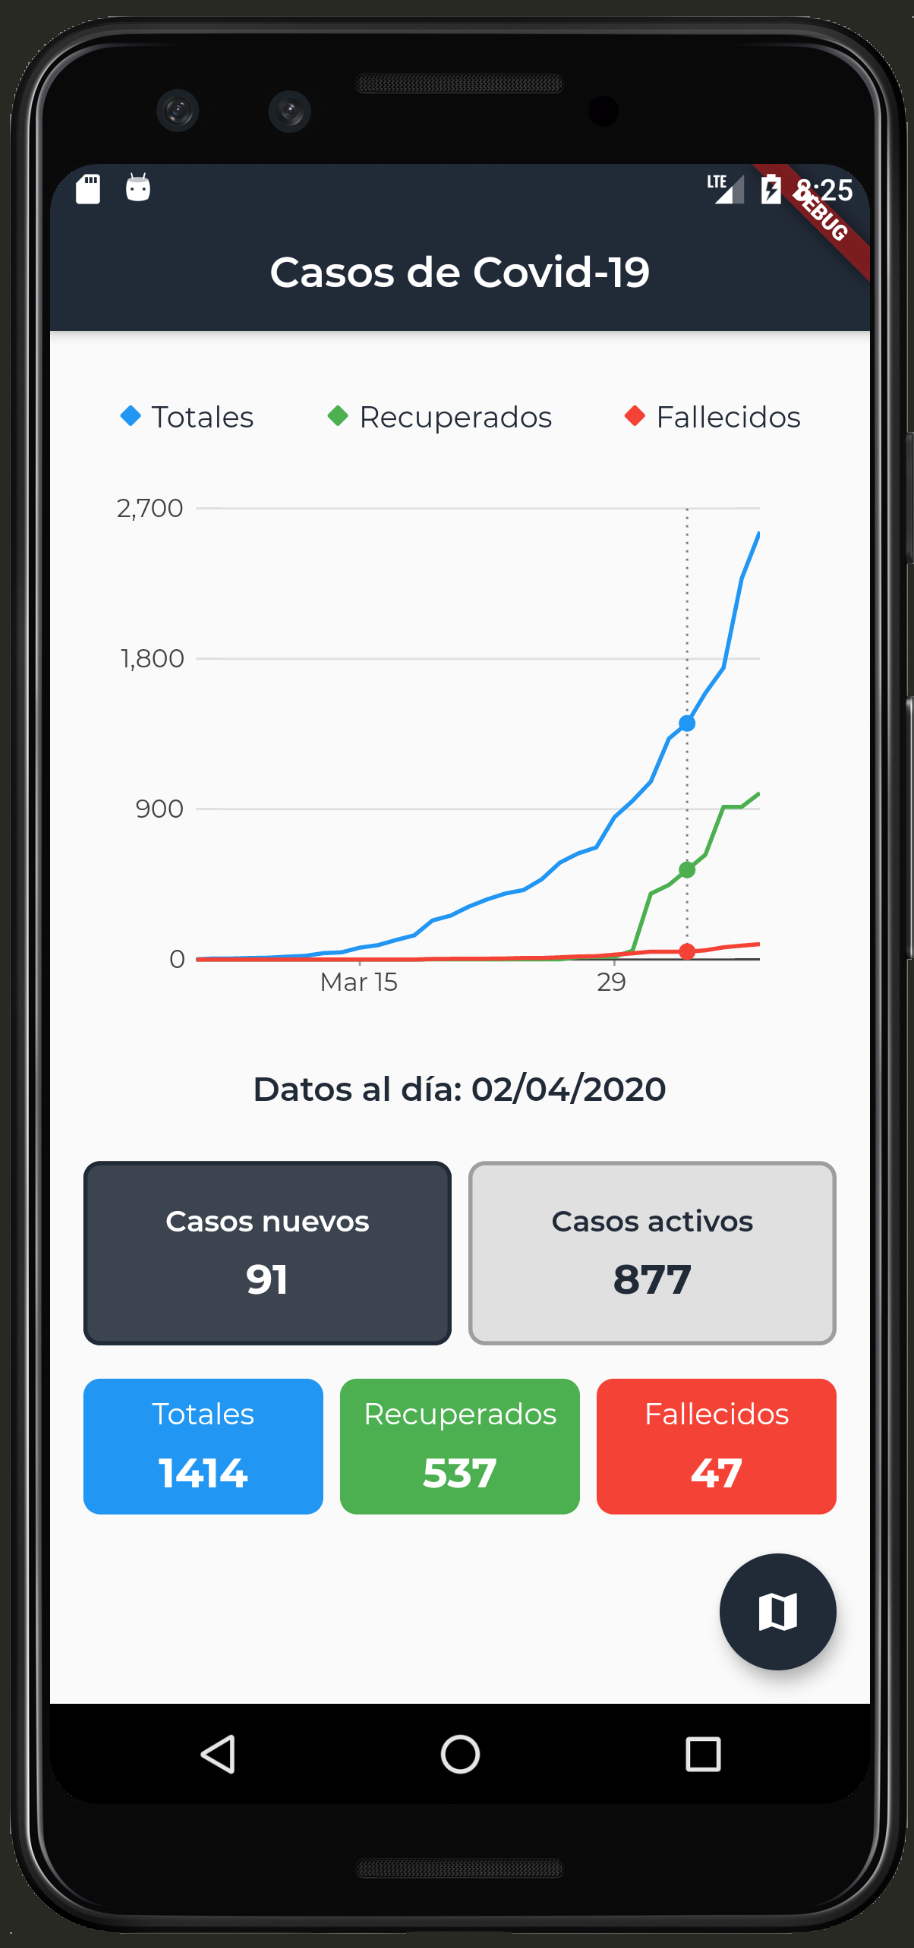 LTE 8:25
DEBUG
Casos de Covid-19
Totales Recuperados Fallecidos
2,700
1,800
900
0
Mar 15 29
Datos al día: 02/04/2020
Casos nuevos Casos activos
91 877
Totales Recuperados Fallecidos
1414 537 47